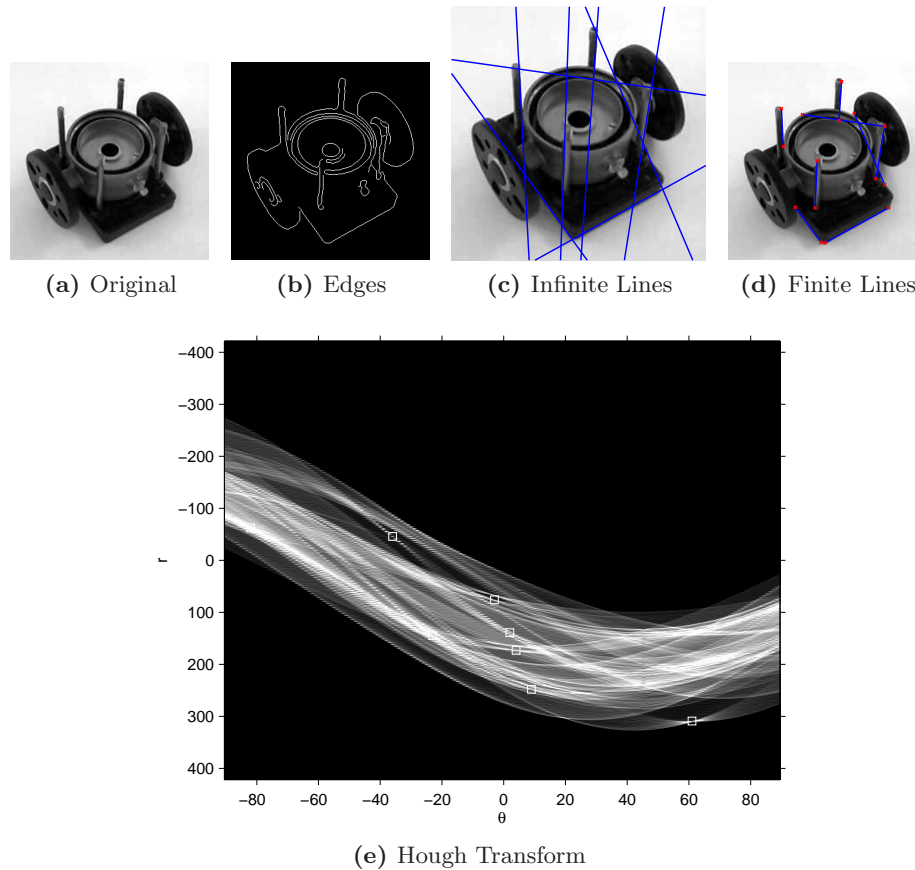 (a) Original
(b) Edges
(c) Infinite Lines
(d) Finite Lines
−400
−300
−200
−100
0
100
200
300
400
r
−80 −60 −40 −20 0 20 40 60 80
θ
(e) Hough Transform